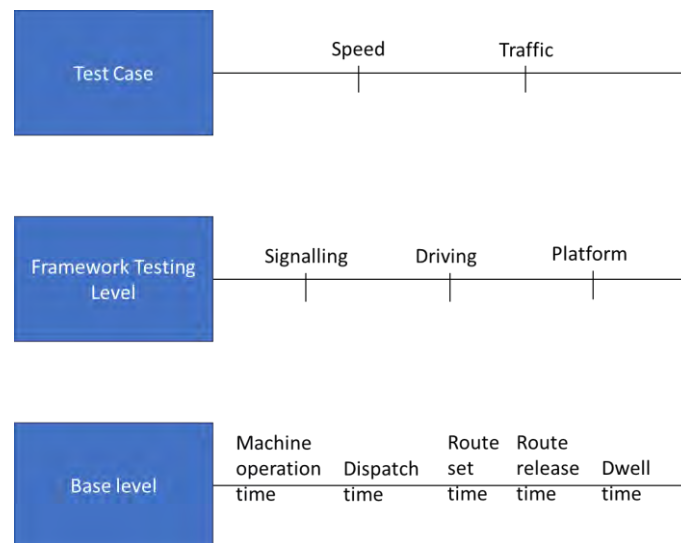 Speed Traffic
Test Case
Signalling Driving Platform
Framework Testing
Level
Machine Route Route
operation Dispatch set release Dwell
Base level
time time time time time